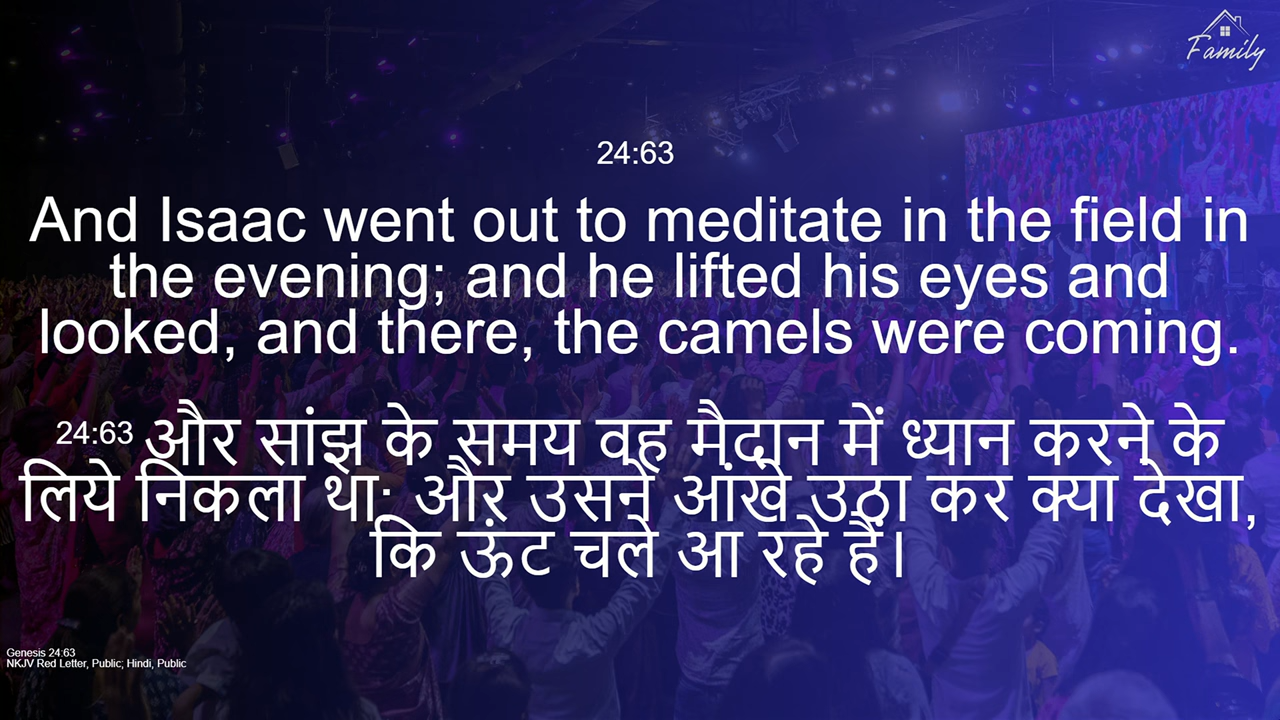 Family
24:63
And Isaac went out to meditate in the field in
the evening; and he lifted his eyes and
looked, and there, the camels were coming.
24:63 और सांझ के समय वह मैदान में ध्यान करने के
लिये निकला था: और उसने आंखे उठा कर क्या देखा,
कि ऊंट चले आ रहे हैं।
Genesis 24:63
NKJV Red Letter, Public; Hindi, Public